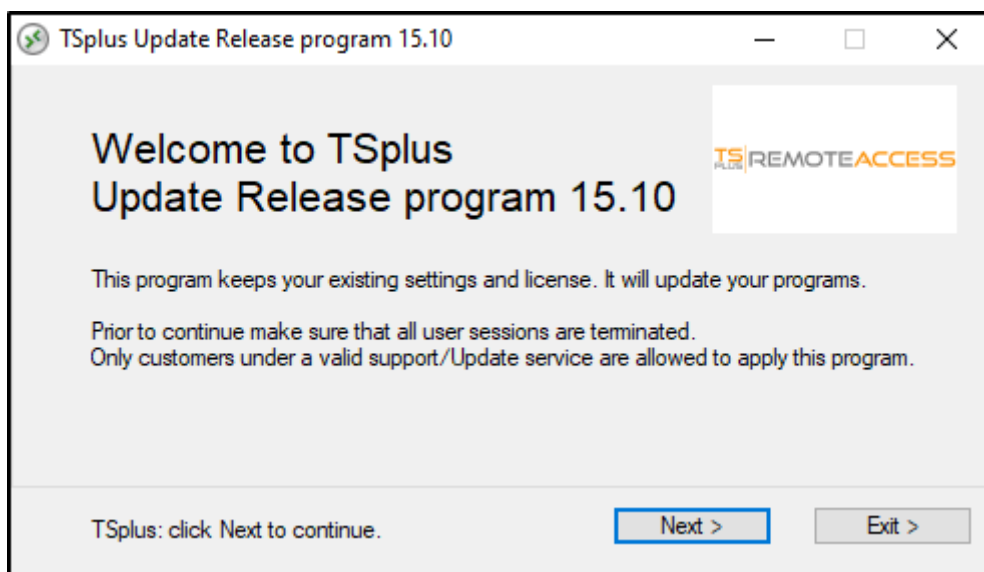 TSplus Update Release program 15.10
Welcome to TSplus
Update Release program 15.10
TS PLUS REMOTEACCESS
This program keeps your existing settings and license. It will update your programs.
Prior to continue make sure that all user sessions are terminated.
Only customers under a valid support/Update service are allowed to apply this program.
TSplus: click Next to continue.
Next >
Exit >